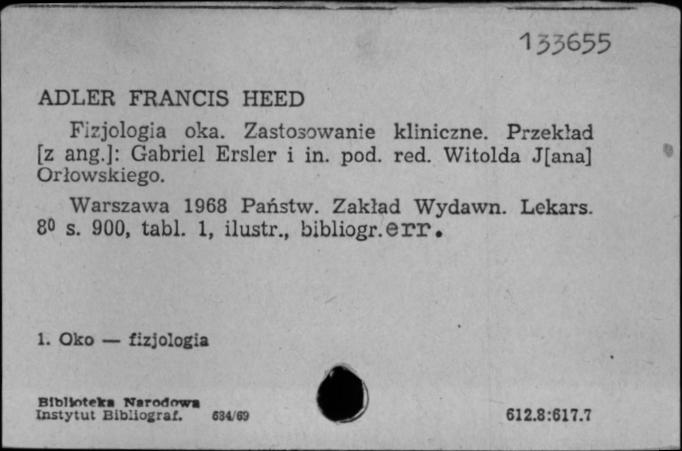 133655
ADLER FRANCIS HEED
Fizjologia oka. Zastosowanie kliniczne. Przekład
[z ang.]: Gabriel Ersler i in. pod. red. Witolda J[ana]
Orłowskiego.
Warszawa 1968 Państw. Zakład Wydawn. Lekars.
8⁰ s. 900, tabl. 1, ilustr., bibliogr. err.
1. Oko — fizjologia
Biblioteka Narodowa
Instytut Bibliograf. 634/69 612.8:617.7